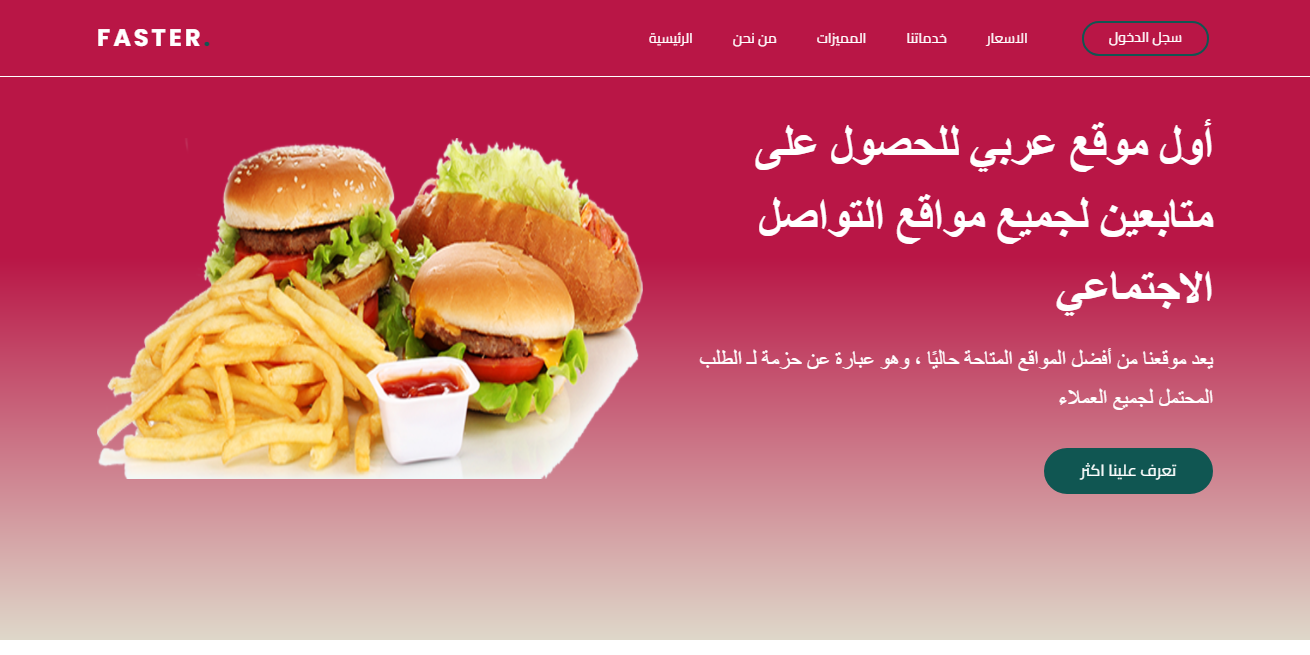 FASTER.
الرئيسية
من نحن
المميزات
خدماتنا
الاسعار
سجل الدخول
أول موقع عربي للحصول على
متابعين لجميع مواقع التواصل
الاجتماعي
يعد موقعنا من أفضل المواقع المتاحة حاليًا ، وهو عبارة عن حزمة لـ الطلب
المحتمل لجميع العملاء
تعرف علينا اكثر